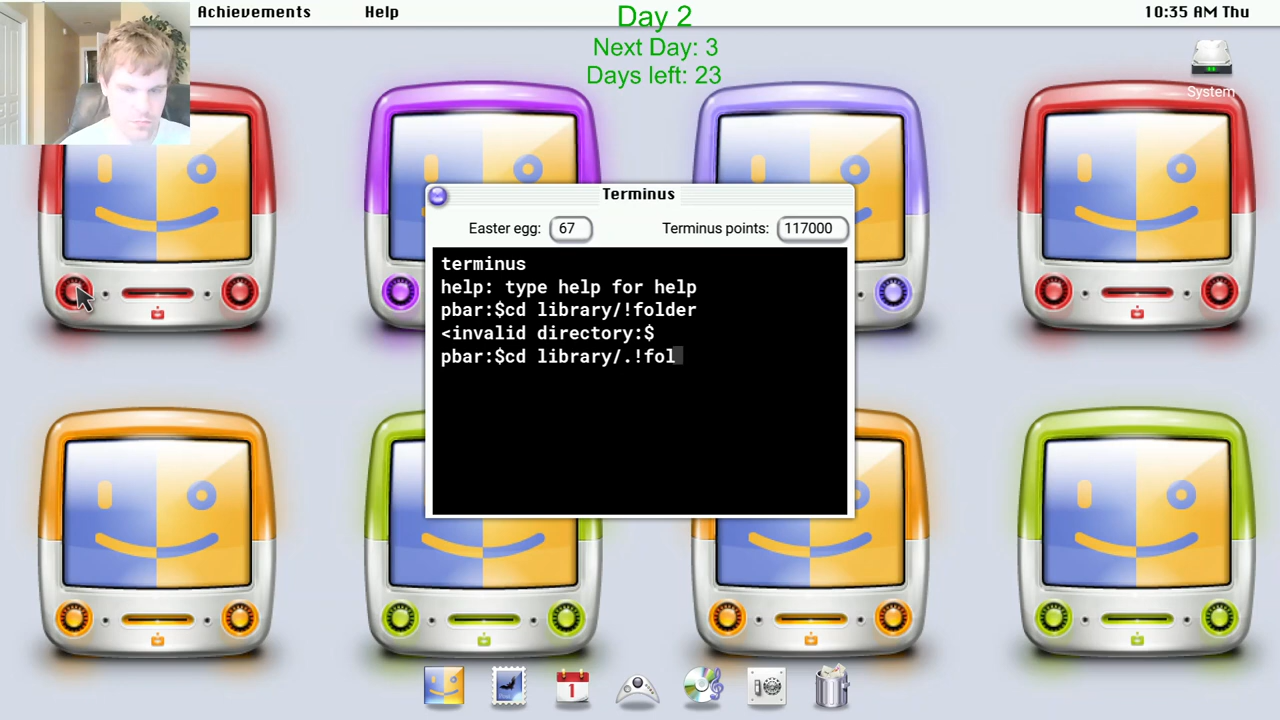 Achievements Help
Day 2
10:35 AM Thu
Next Day: 3
Days left: 23
System
Terminus
Easter egg: 67 Terminus points: 117000
terminus
help: type help for help
pbar:$cd library/!folder
<invalid directory:$
pbar:$cd library/.!fol
1